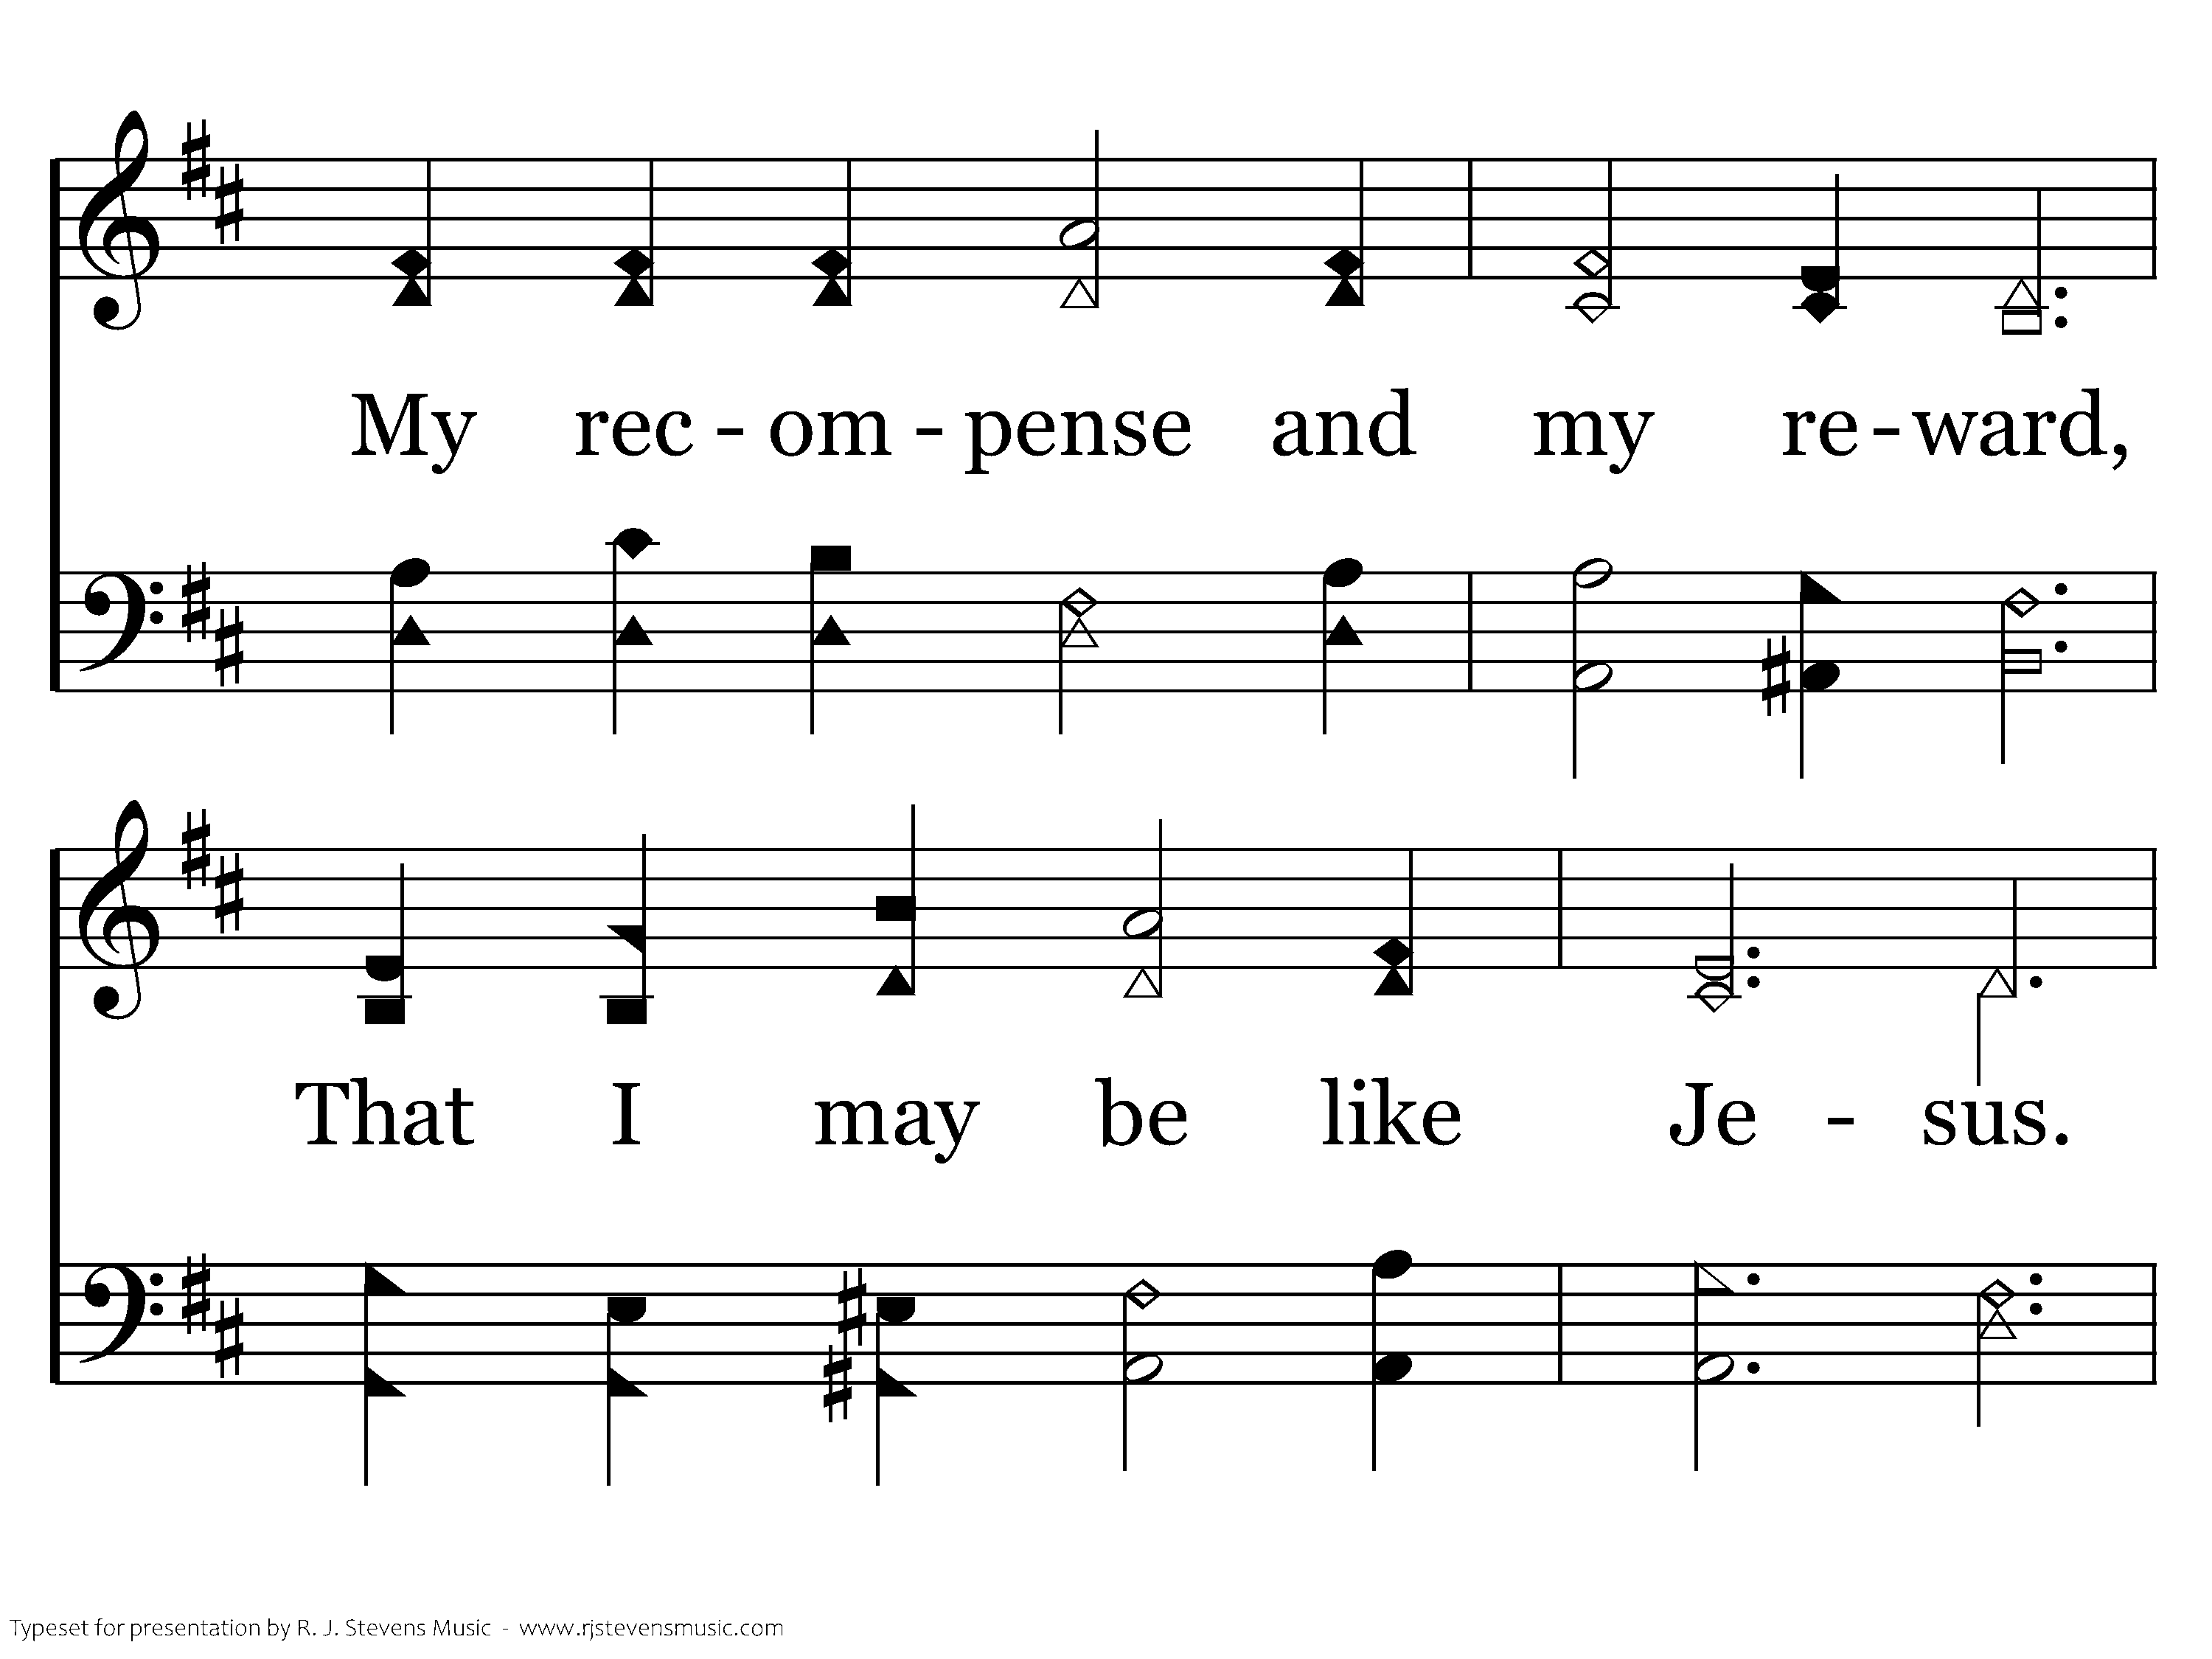 My rec - om - pense and my re - ward,
That I may be like Je - sus.
Typeset for presentation by R. J. Stevens Music - www.rjstevensmusic.com